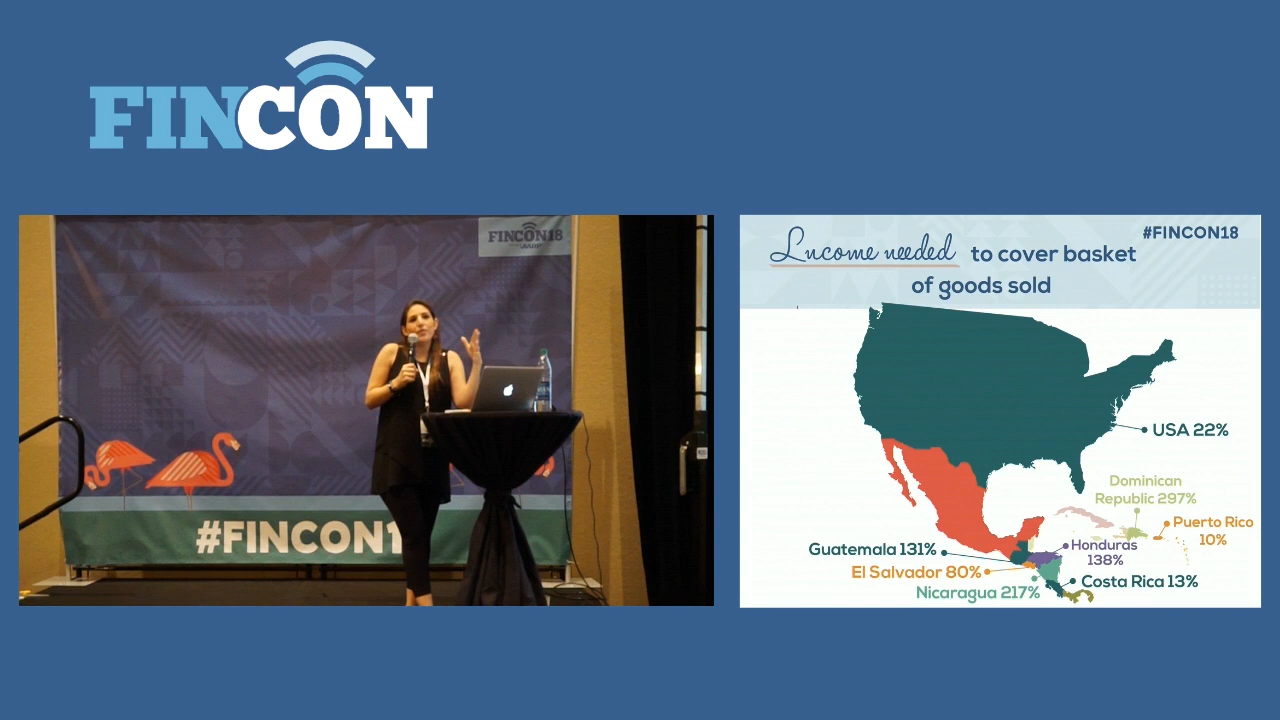 FINCON
FINCON18
#FINCON1
#FINCON18
Income needed to cover basket
of goods sold
USA 22%
Dominican
Republic 297%
Puerto Rico
10%
Guatemala 131%
Honduras
138%
El Salvador 80%
Costa Rica 13%
Nicaragua 217%